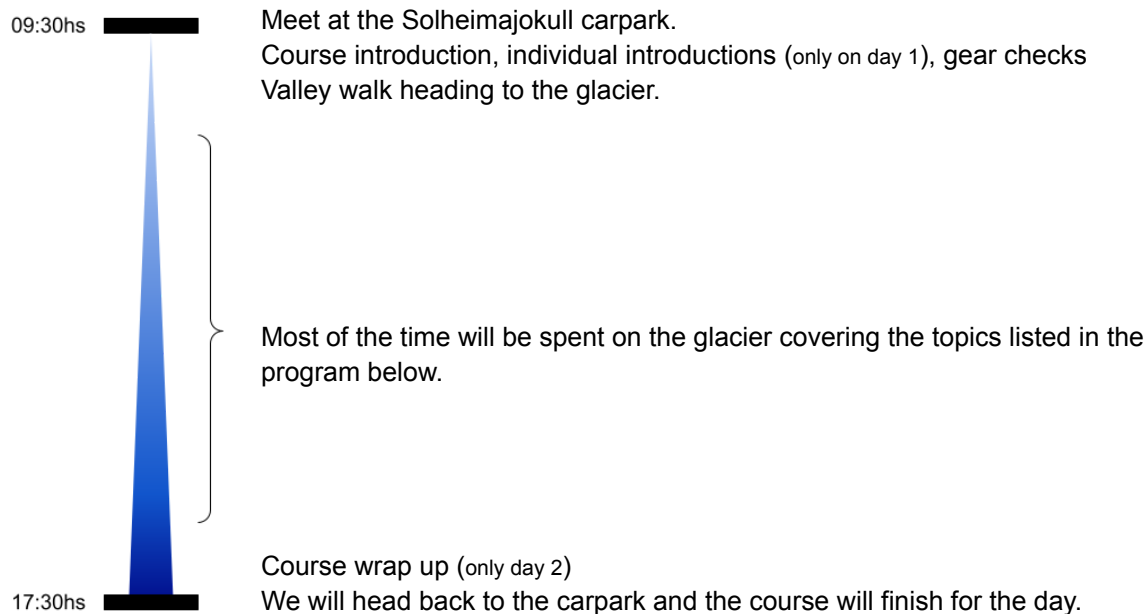 09:30hs
Meet at the Solheimajokull carpark.
Course introduction, individual introductions (only on day 1), gear checks
Valley walk heading to the glacier.
Most of the time will be spent on the glacier covering the topics listed in the
program below.
Course wrap up (only day 2)
17:30hs
We will head back to the carpark and the course will finish for the day.